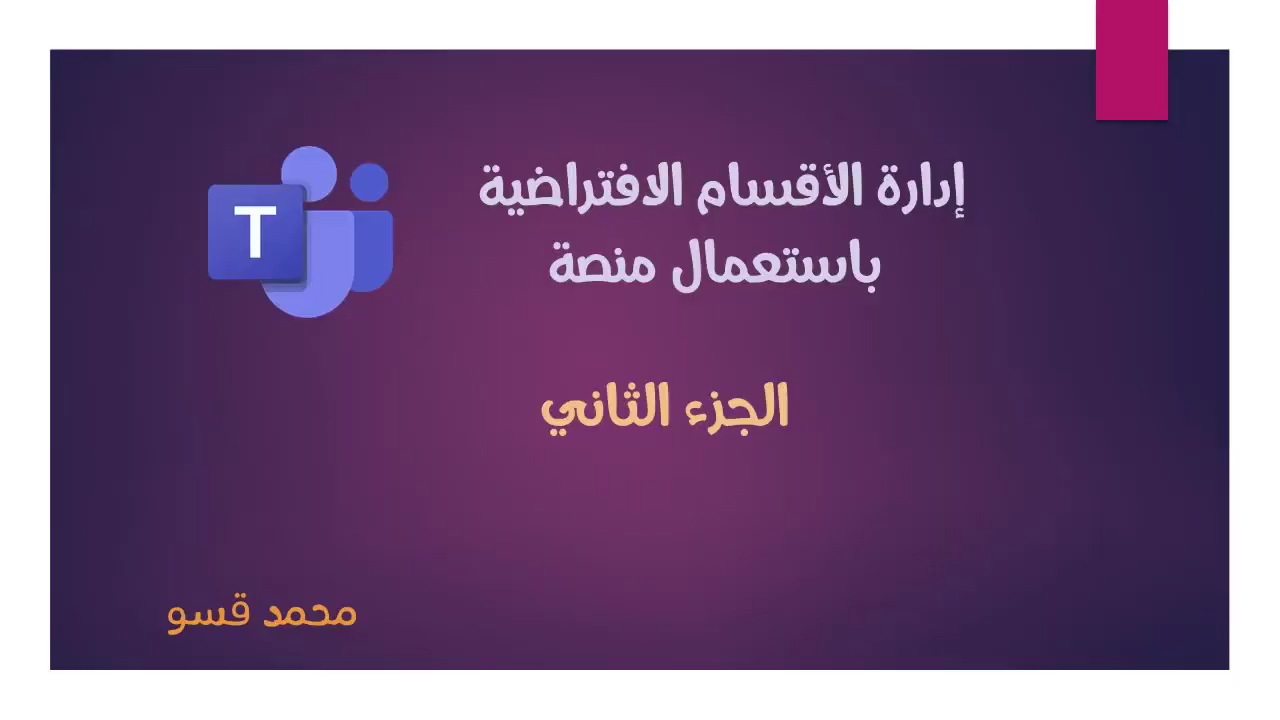 إدارة الأقسام الافتراضية
باستعمال منصة
T
الجزء الثاني
محمد قسو